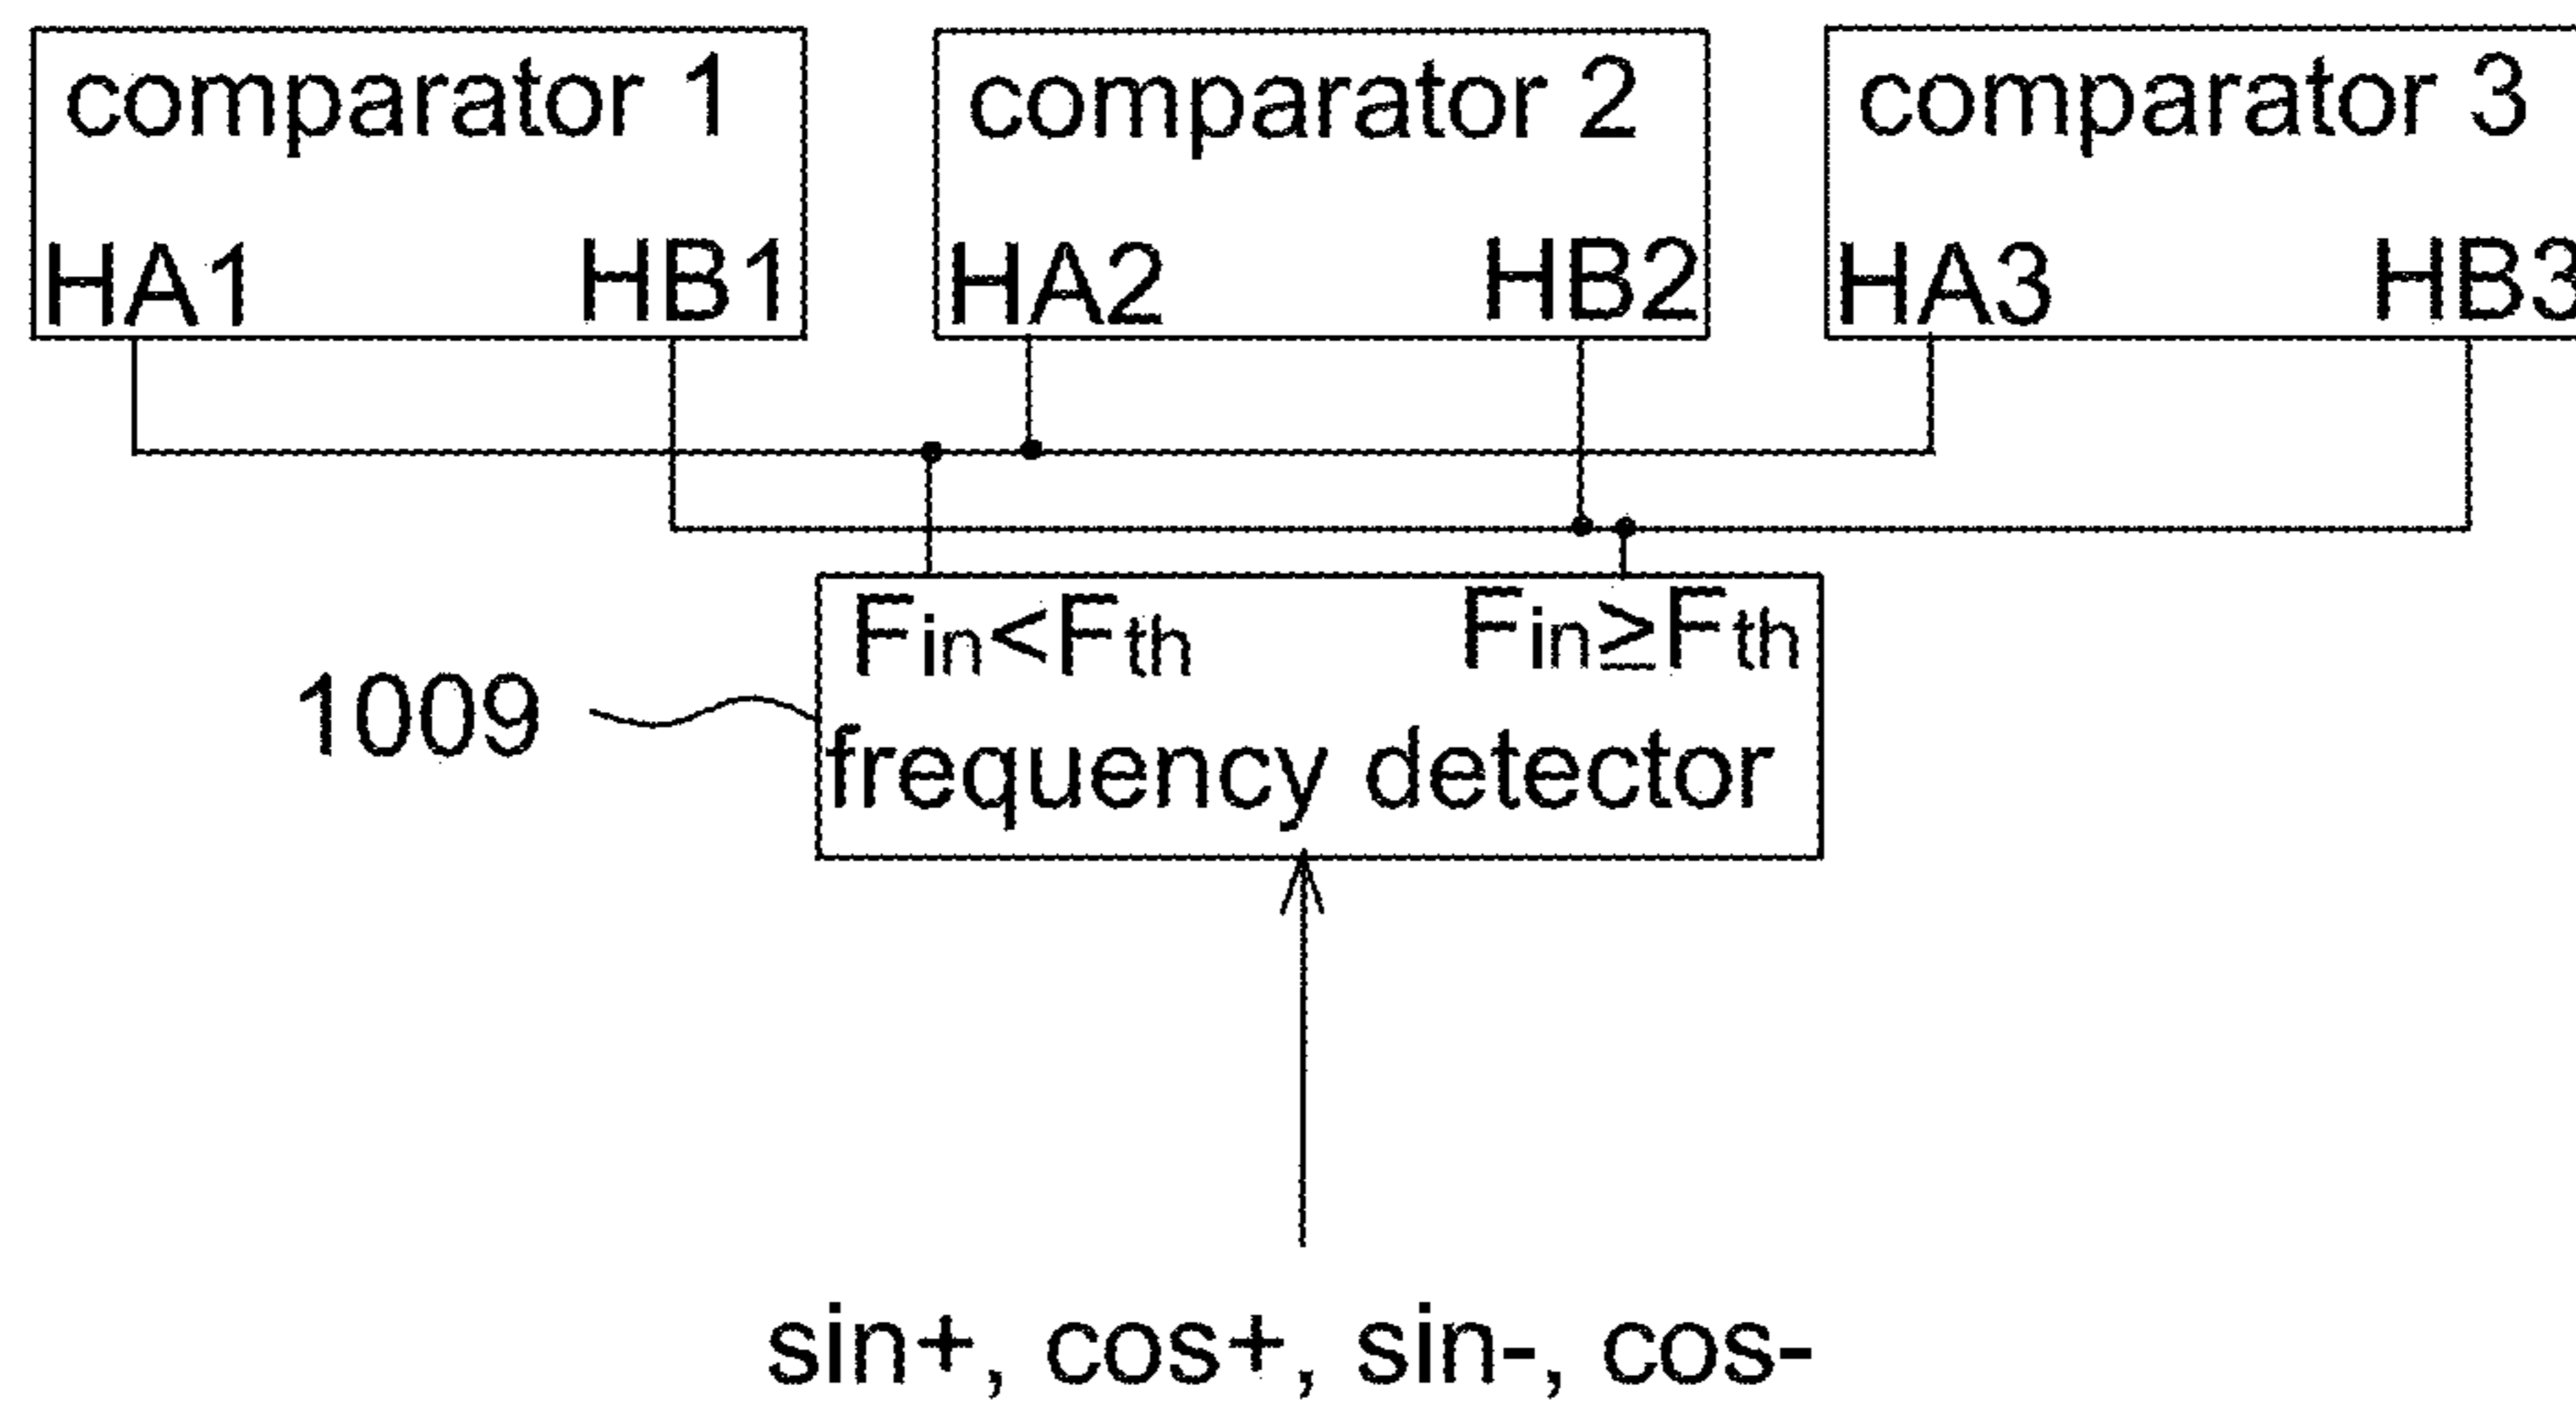 comparator 1 comparator 2 comparator 3
HA1 HB1 HA2 HB2 HA3 HB3
Fin<Fth Fin≥Fth
1009
frequency detector
sin+, cos+, sin-, cos-